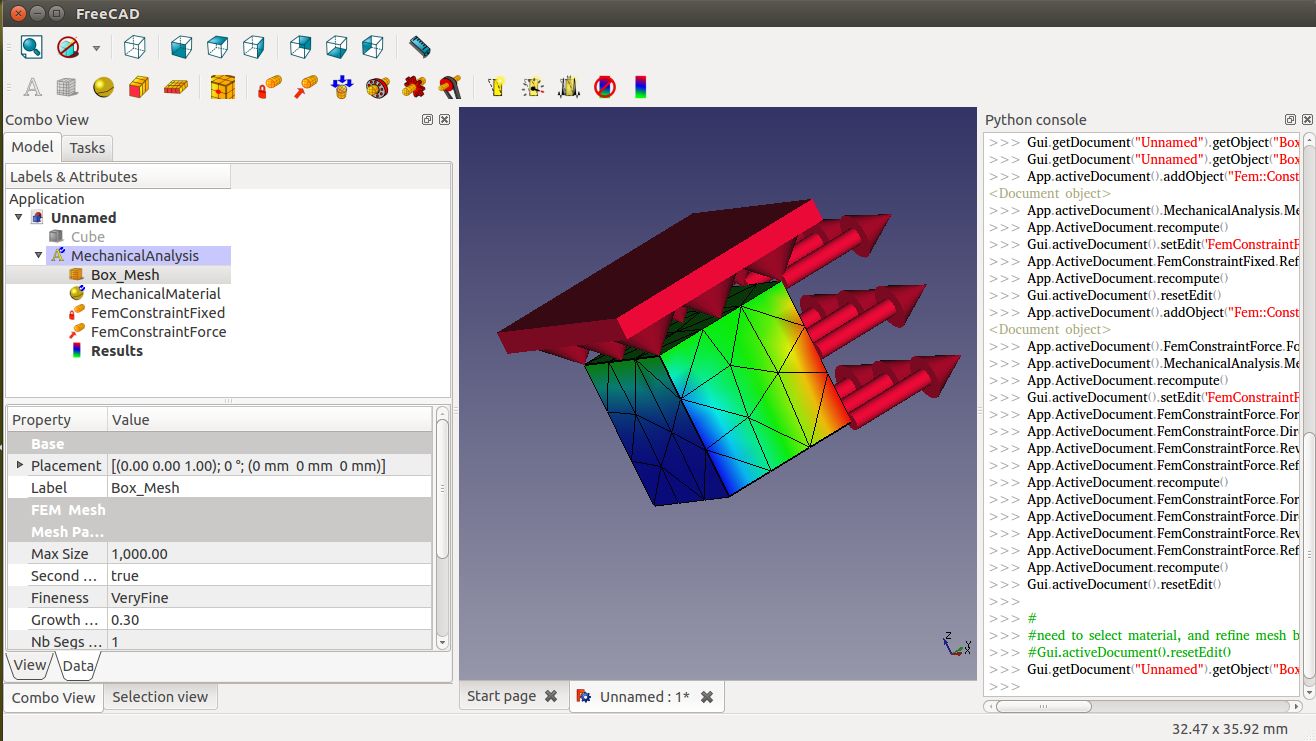 FreeCAD
Combo View
Model
Tasks
Labels & Attributes
Application
Unnamed
Cube
MechanicalAnalysis
Box_Mesh
MechanicalMaterial
FemConstraintFixed
FemConstraintForce
Results
Property Value
Base
Placement [(0.00 0.00 1.00); 0 °; (0 mm 0 mm 0 mm)]
Label Box_Mesh
FEM Mesh
Mesh Pa...
Max Size 1,000.00
Second ... true
Fineness VeryFine
Growth ... 0.30
Nb Segs ... 1
View
Data
Combo View
Selection view
Z
Y
X
Start page
Unnamed : 1*
Python console
>>> Gui.getDocument("Unnamed").getObject("Box
>>> Gui.getDocument("Unnamed").getObject("Box
>>> App.activeDocument().addObject("Fem::Const
<Document object>
>>> App.activeDocument().MechanicalAnalysis.Me
>>> App.ActiveDocument.recompute()
>>> Gui.activeDocument().setEdit('FemConstraintF
>>> App.ActiveDocument.FemConstraintFixed.Ref
>>> App.ActiveDocument.recompute()
>>> Gui.activeDocument().resetEdit()
>>> App.activeDocument().addObject("Fem::Const
<Document object>
>>> App.activeDocument().FemConstraintForce.Fo
>>> App.activeDocument().MechanicalAnalysis.Me
>>> App.ActiveDocument.recompute()
>>> Gui.activeDocument().setEdit('FemConstraintF
>>> App.ActiveDocument.FemConstraintForce.For
>>> App.ActiveDocument.FemConstraintForce.Dire
>>> App.ActiveDocument.FemConstraintForce.Rev
>>> App.ActiveDocument.FemConstraintForce.Ref
>>> App.ActiveDocument.recompute()
>>> App.ActiveDocument.FemConstraintForce.For
>>> App.ActiveDocument.FemConstraintForce.Dire
>>> App.ActiveDocument.FemConstraintForce.Rev
>>> App.ActiveDocument.FemConstraintForce.Ref
>>> App.ActiveDocument.recompute()
>>> Gui.activeDocument().resetEdit()
>>>
>>> #
>>> #need to select material, and refine mesh b
>>> #Gui.activeDocument().resetEdit()
>>> Gui.getDocument("Unnamed").getObject("Box
>>>
32.47 x 35.92 mm